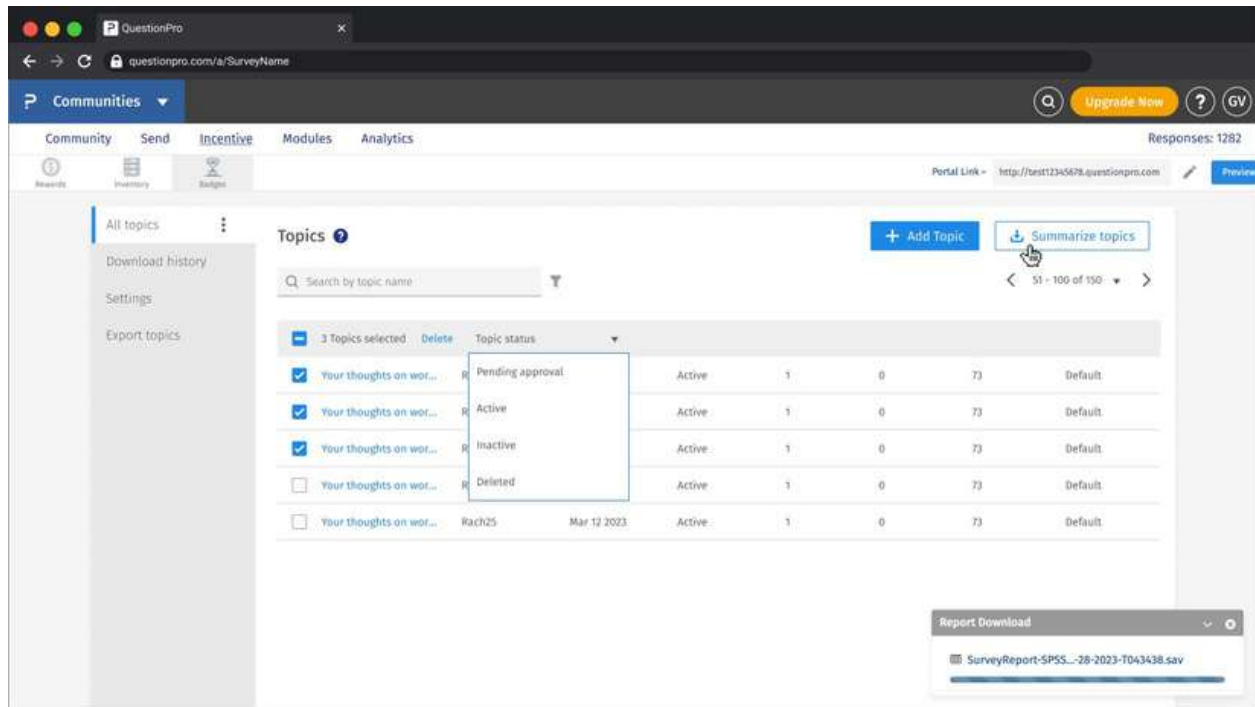 QuestionPro
questionpro.com/a/SurveyName
Communities
Upgrade Now
?
GV
Community Send Incentive Modules Analytics
Responses: 1282
Rewards Inventory Badges
Portal Link - http://test12345678.questionpro.com
Preview
All topics
Download history
Settings
Export topics
Topics ?
+ Add Topic
Summarize topics
Search by topic name
51 - 100 of 150
3 Topics selected Delete Topic status
Pending approval
Active
Inactive
Deleted
Your thoughts on wor... R Active 1 0 73 Default
Your thoughts on wor... R Active 1 0 73 Default
Your thoughts on wor... R Active 1 0 73 Default
Your thoughts on wor... R Active 1 0 73 Default
Your thoughts on wor... Rach25 Mar 12 2023 Active 1 0 73 Default
Report Download
SurveyReport-SPSS...-28-2023-T043438.sav